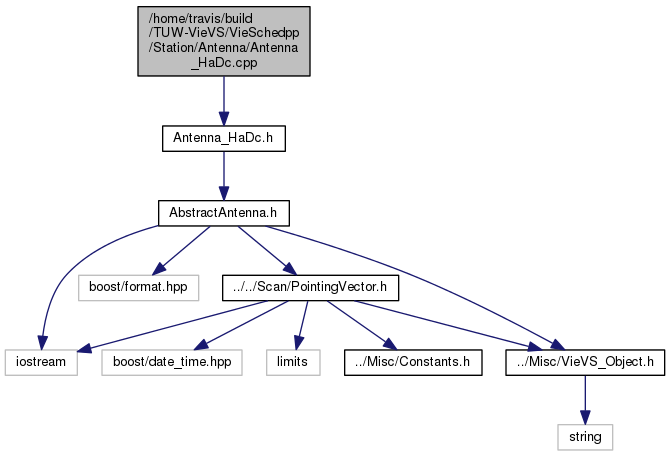 /home/travis/build
/TUW-VieVS/VieSchedpp
/Station/Antenna/Antenna
_HaDc.cpp
Antenna_HaDc.h
AbstractAntenna.h
boost/format.hpp
../../Scan/PointingVector.h
iostream
boost/date_time.hpp
limits
../Misc/Constants.h
../Misc/VieVS_Object.h
string